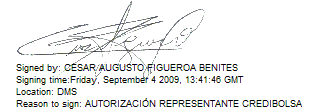 Signed by: CESAR AUGUSTO FIGUEROA BENITES
Signing time:Friday, September 4 2009, 13:41:46 GMT
Location: DMS
Reason to sign: AUTORIZACIÓN REPRESENTANTE CREDIBOLSA